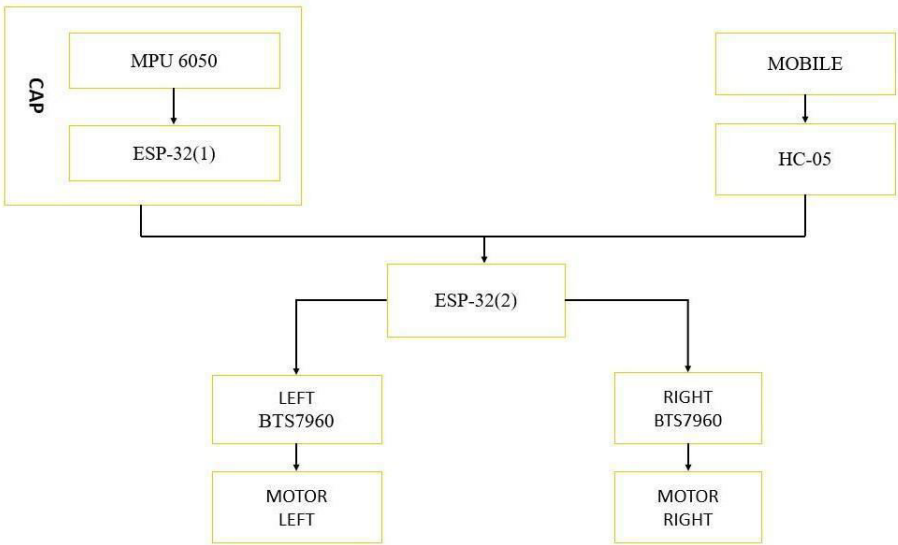 CAP
MPU 6050
ESP-32(1)
MOBILE
HC-05
ESP-32(2)
LEFT
BTS7960
RIGHT
BTS7960
MOTOR
LEFT
MOTOR
RIGHT